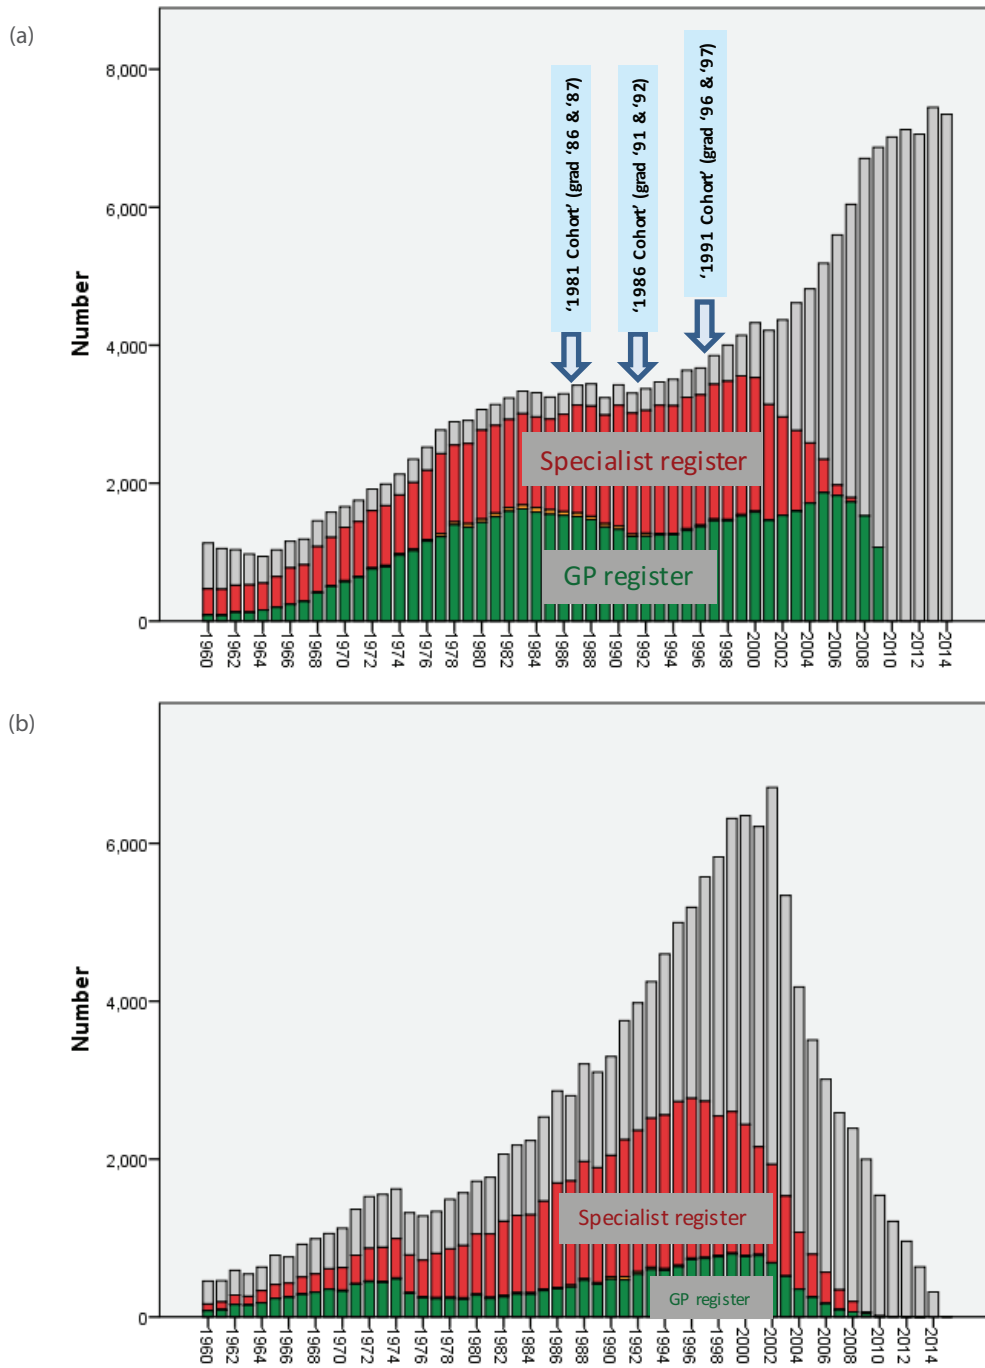 (a)
8,000
6,000
4,000
2,000
0
Number
‘1981 Cohort’ (grad ‘86 & ‘87)
‘1986 Cohort’ (grad ‘91 & ‘92)
‘1991 Cohort’ (grad ‘96 & ‘97)
Specialist register
GP register
1960 1962 1964 1966 1968 1970 1972 1974 1976 1978 1980 1982 1984 1986 1988 1990 1992 1994 1996 1998 2000 2002 2004 2006 2008 2010 2012 2014
(b)
6,000
4,000
2,000
0
Number
Specialist register
GP register
1960 1962 1964 1966 1968 1970 1972 1974 1976 1978 1980 1982 1984 1986 1988 1990 1992 1994 1996 1998 2000 2002 2004 2006 2008 2010 2012 2014